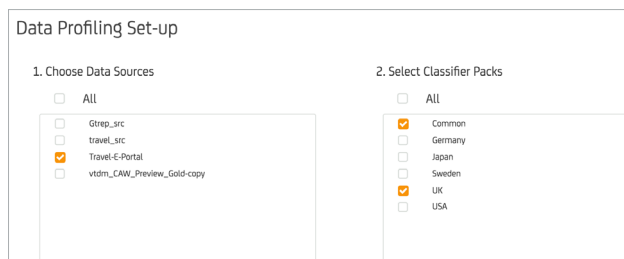 Data Profiling Set-up
1. Choose Data Sources
All
Gtrep_src
travel_src
Travel-E-Portal
vtdm_CAW_Preview_Gold-copy
2. Select Classifier Packs
All
Common
Germany
Japan
Sweden
UK
USA